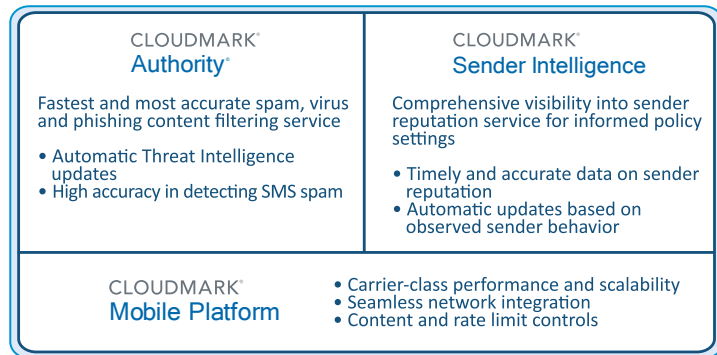 CLOUDMARK®
Authority®
Fastest and most accurate spam, virus
and phishing content filtering service
• Automatic Threat Intelligence
updates
• High accuracy in detecting SMS spam
CLOUDMARK®
Sender Intelligence
Comprehensive visibility into sender
reputation service for informed policy
settings
• Timely and accurate data on sender
reputation
• Automatic updates based on
observed sender behavior
CLOUDMARK®
Mobile Platform
• Carrier-class performance and scalability
• Seamless network integration
• Content and rate limit controls